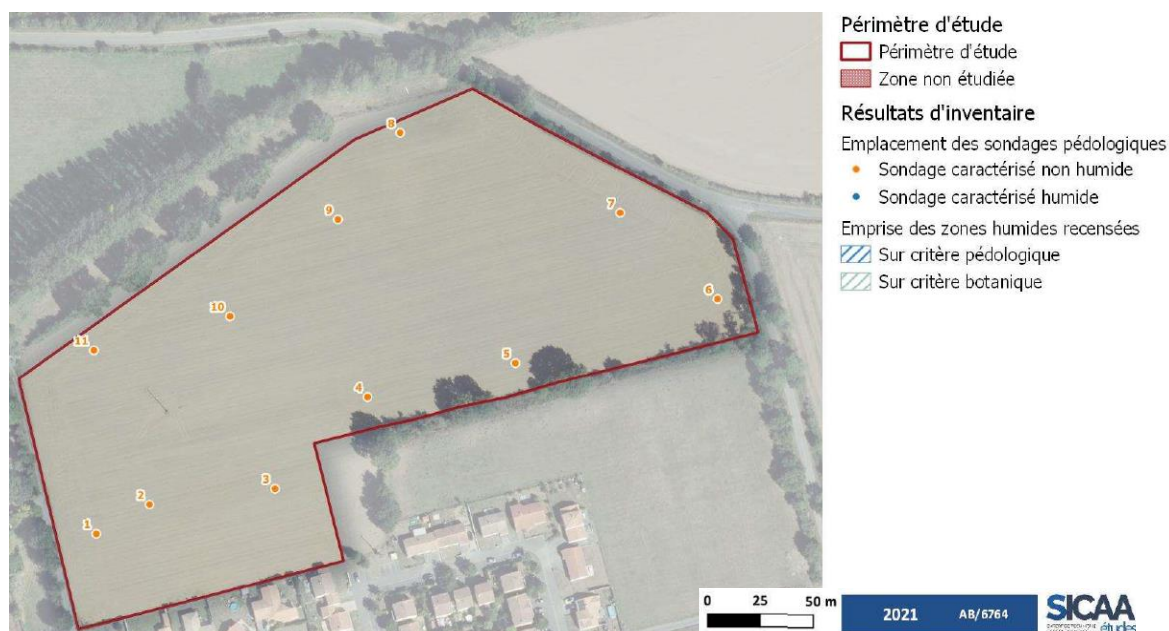 Périmètre d'étude
Périmètre d'étude
Zone non étudiée
Résultats d'inventaire
Emplacement des sondages pédologiques
Sondage caractérisé non humide
Sondage caractérisé humide
Emprise des zones humides recensées
Sur critère pédologique
Sur critère botanique
8
9
7
10
6
11
5
4
3
2
1
0 25 50 m
2021 AB/6764
SICAA
études